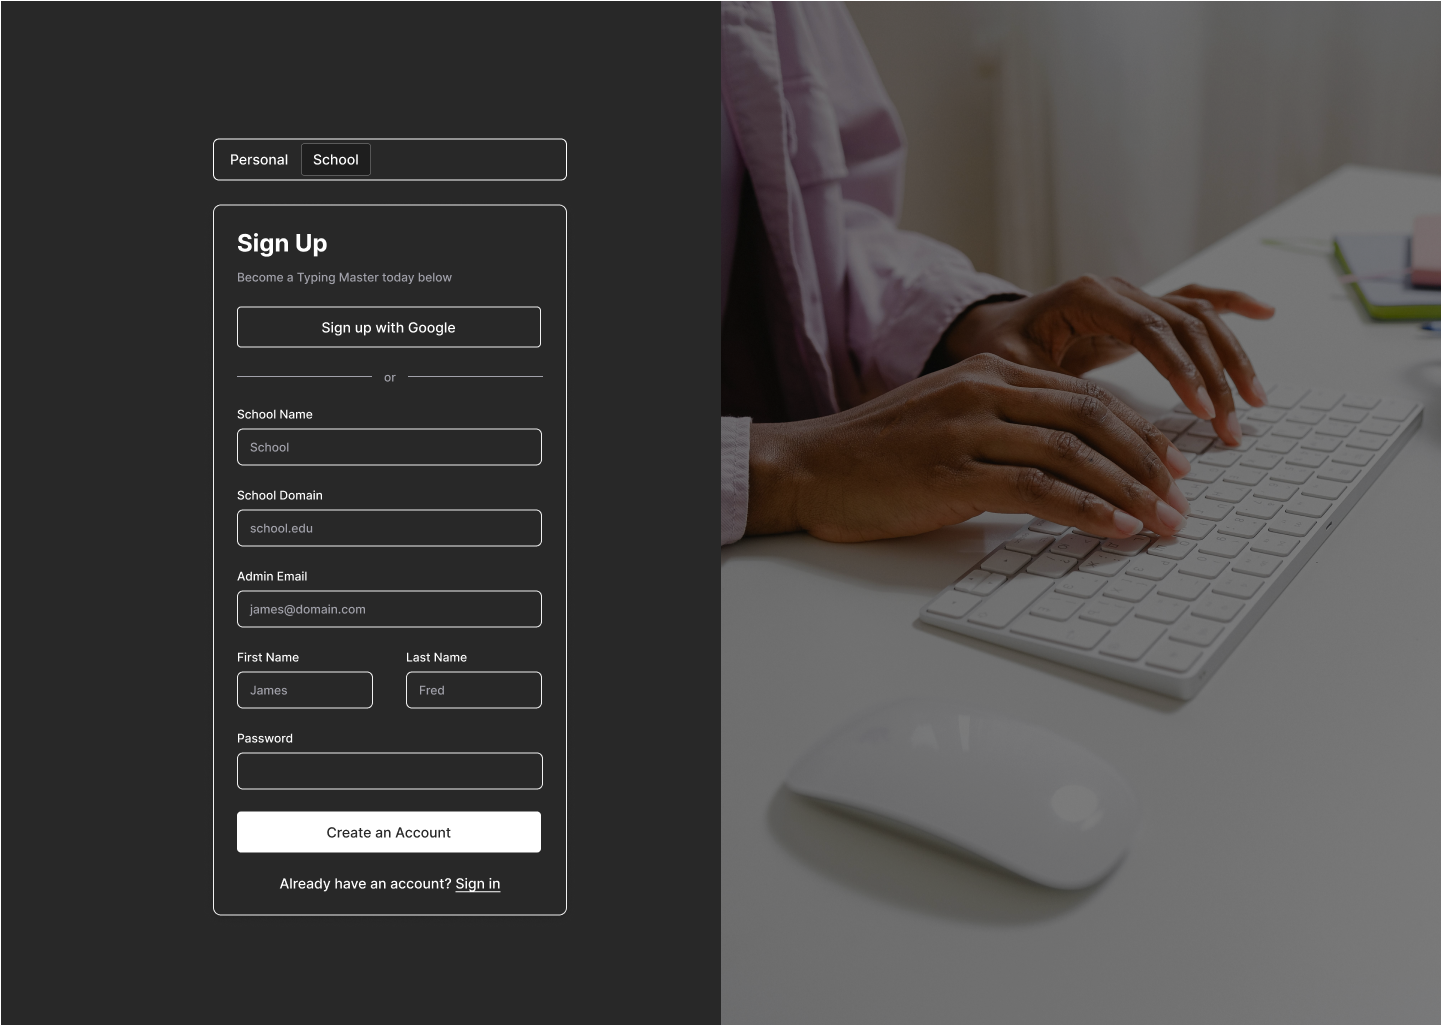 Personal School
Sign Up
Become a Typing Master today below
Sign up with Google
or
School Name
School
School Domain
school.edu
Admin Email
james@domain.com
First Name Last Name
James Fred
Password
Create an Account
Already have an account? Sign in